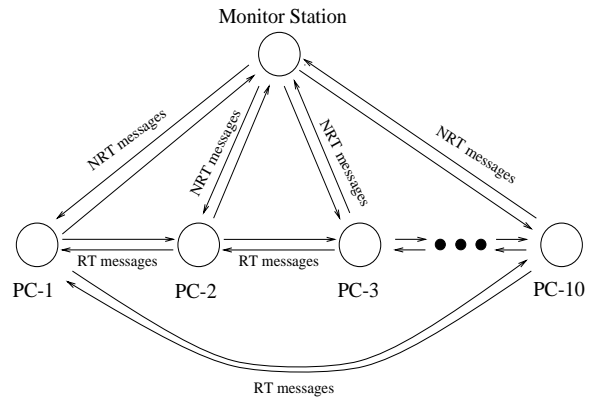 Monitor Station
NRT messages
NRT messages
NRT messages
NRT messages
RT messages
RT messages
PC-1
PC-2
PC-3
PC-10
RT messages